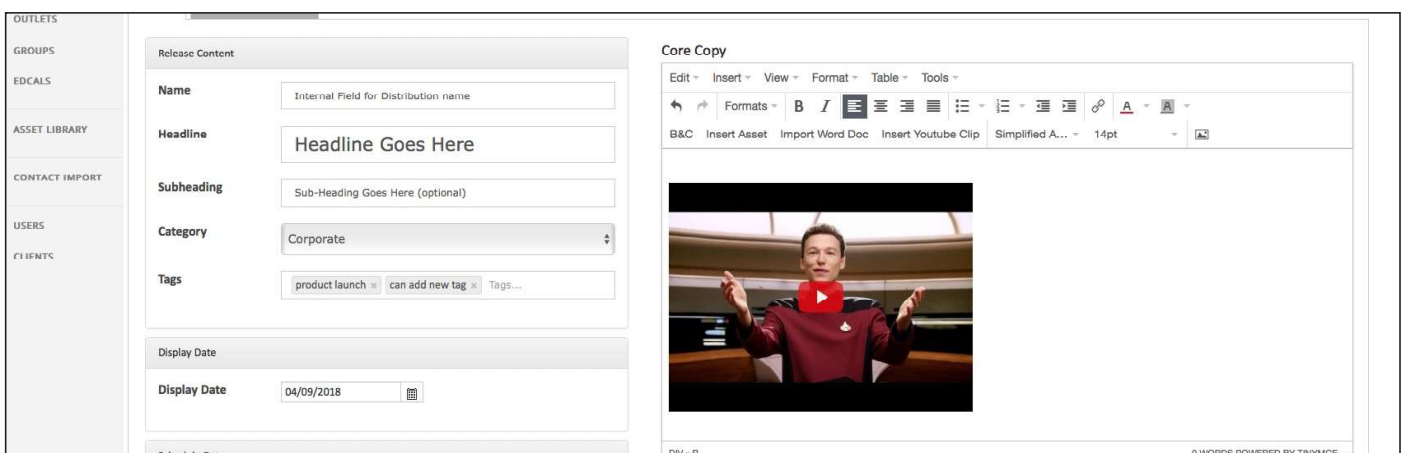 OUTLETS
GROUPS
EDCALS
ASSET LIBRARY
CONTACT IMPORT
USERS
CLIENTS
Release Content
Name
Internal Field for Distribution name
Headline
Headline Goes Here
Subheading
Sub-Heading Goes Here (optional)
Category
Corporate
Tags
product launch × can add new tag × Tags...
Display Date
Display Date
04/09/2018
Core Copy
Edit Insert View Format Table Tools
Formats B I A A
B&C Insert Asset Import Word Doc Insert Youtube Clip Simplified A... 14pt
DIV » P
0 WORDS POWERED BY TINYMCE